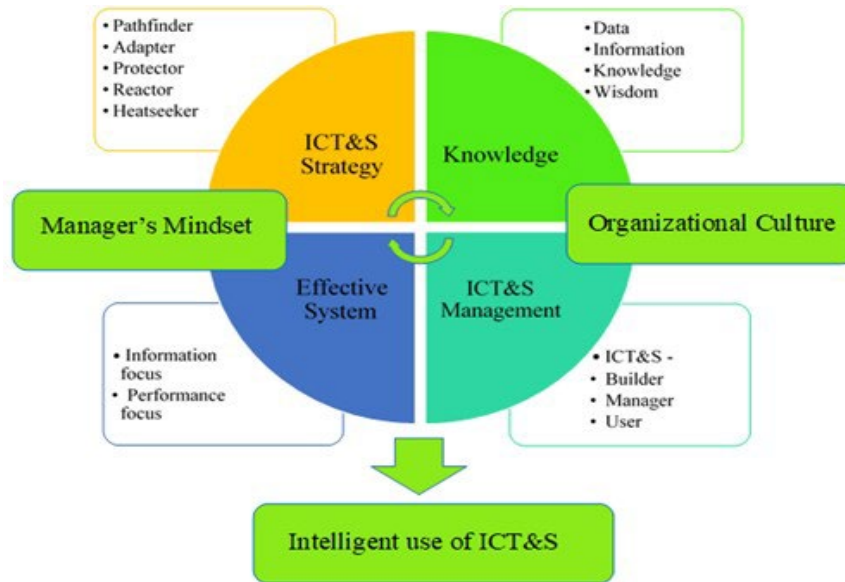 • Pathfinder
• Adapter
• Protector
• Reactor
• Heatseeker
• Data
• Information
• Knowledge
• Wisdom
ICT&S
Strategy
Knowledge
Manager's Mindset
Organizational Culture
Effective
System
ICT&S
Management
• Information
focus
• Performance
focus
• ICT&S -
• Builder
• Manager
• User
Intelligent use of ICT&S